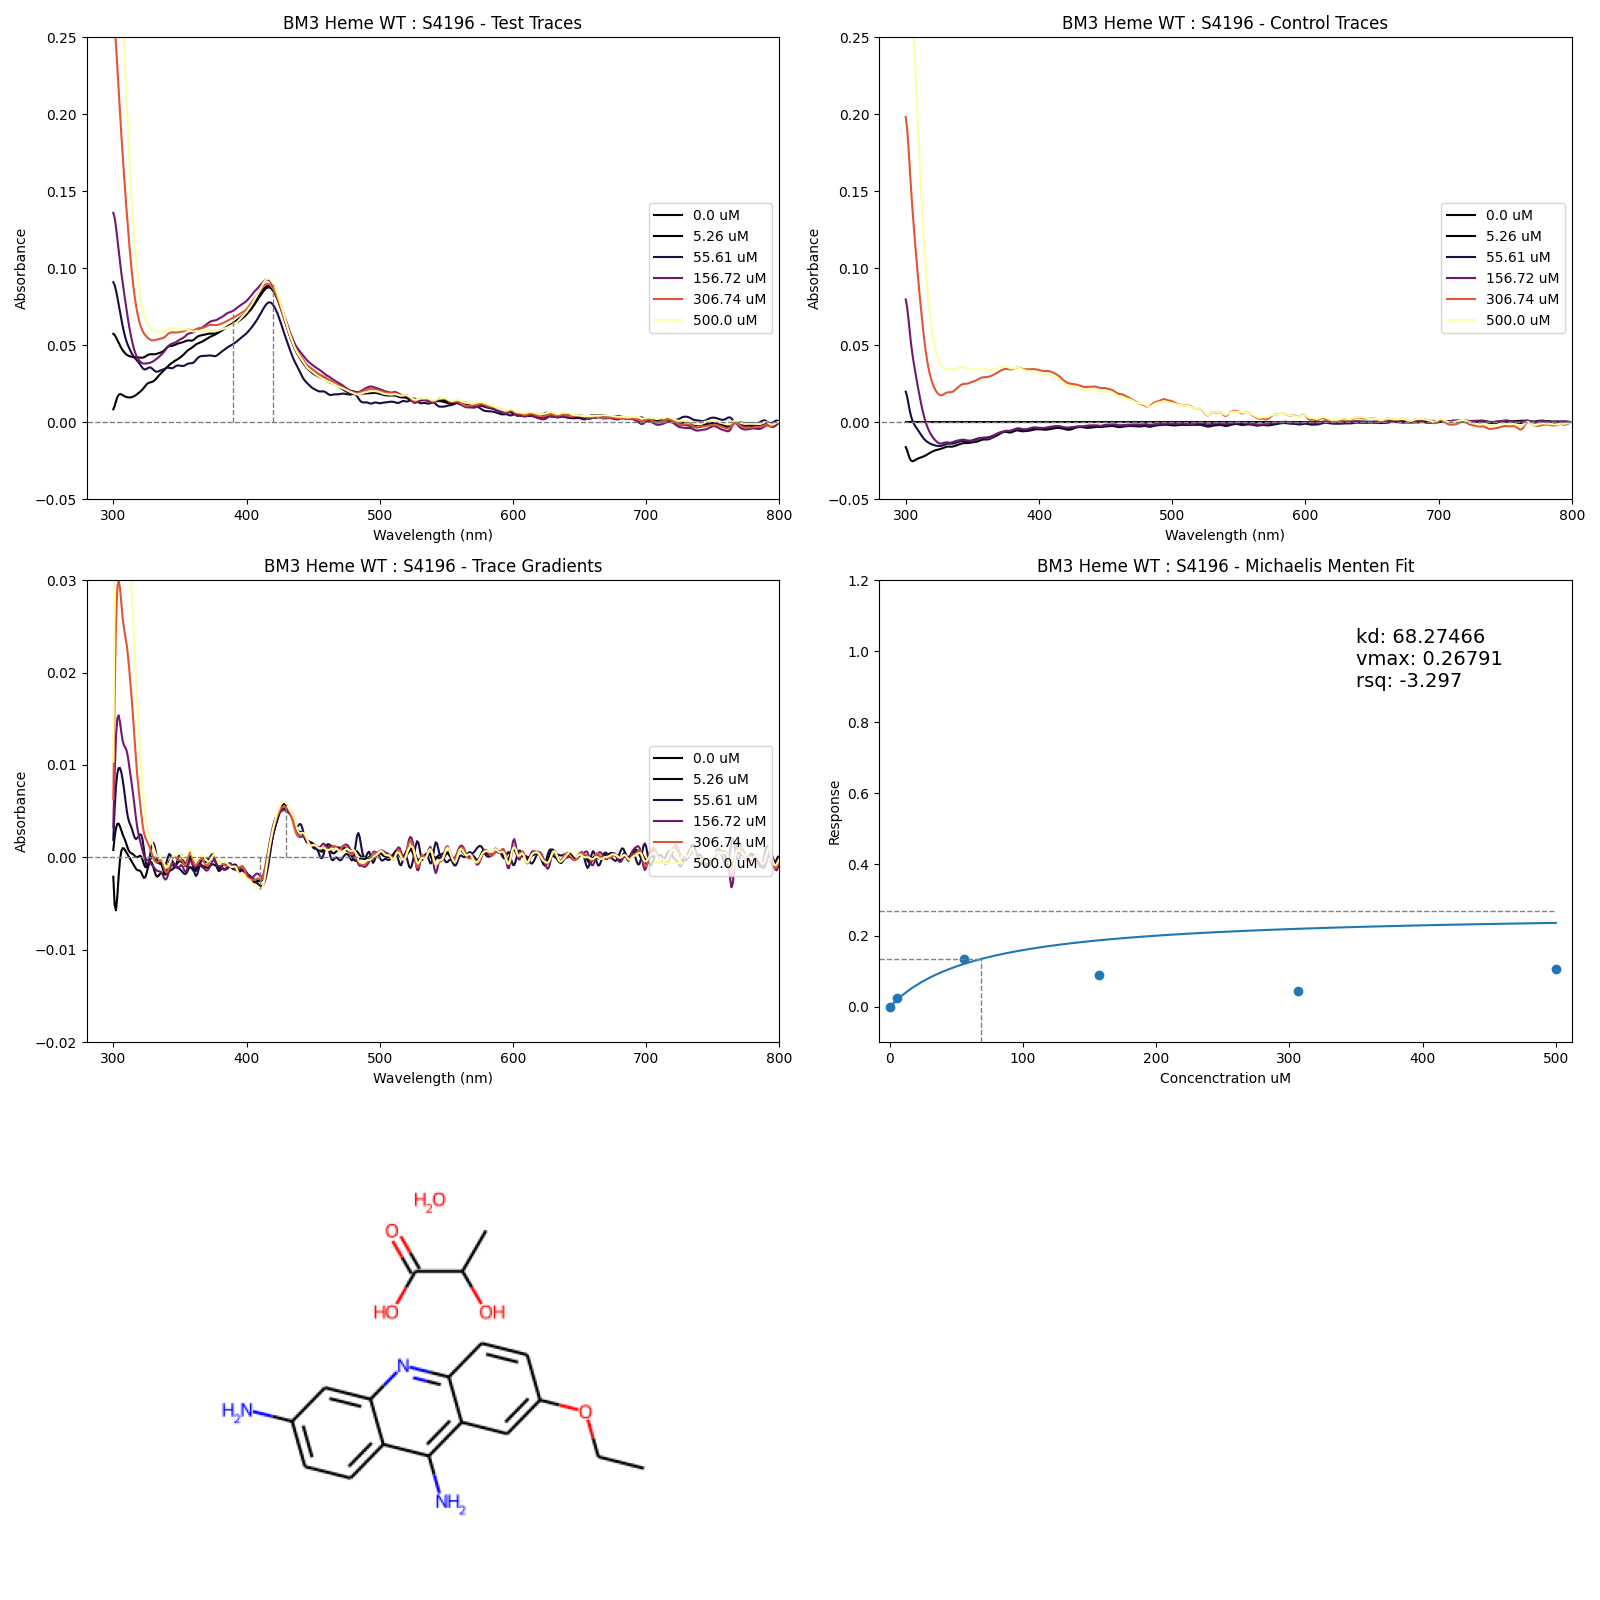 BM3 Heme WT : S4196 - Test Traces
0.25
0.20
0.15
0.10
0.05
0.00
−0.05
Absorbance
300
400
500
600
700
800
Wavelength (nm)
0.0 uM
5.26 uM
55.61 uM
156.72 uM
306.74 uM
500.0 uM
BM3 Heme WT : S4196 - Control Traces
0.25
0.20
0.15
0.10
0.05
0.00
−0.05
Absorbance
300
400
500
600
700
800
Wavelength (nm)
0.0 uM
5.26 uM
55.61 uM
156.72 uM
306.74 uM
500.0 uM
BM3 Heme WT : S4196 - Trace Gradients
0.03
0.02
0.01
0.00
−0.01
−0.02
Absorbance
300
400
500
600
700
800
Wavelength (nm)
0.0 uM
5.26 uM
55.61 uM
156.72 uM
306.74 uM
500.0 uM
BM3 Heme WT : S4196 - Michaelis Menten Fit
1.2
1.0
0.8
0.6
0.4
0.2
0.0
Response
0
100
200
300
400
500
Concenctration uM
kd: 68.27466
vmax: 0.26791
rsq: -3.297
H2O
O
HO
OH
N
H2N
O
NH2